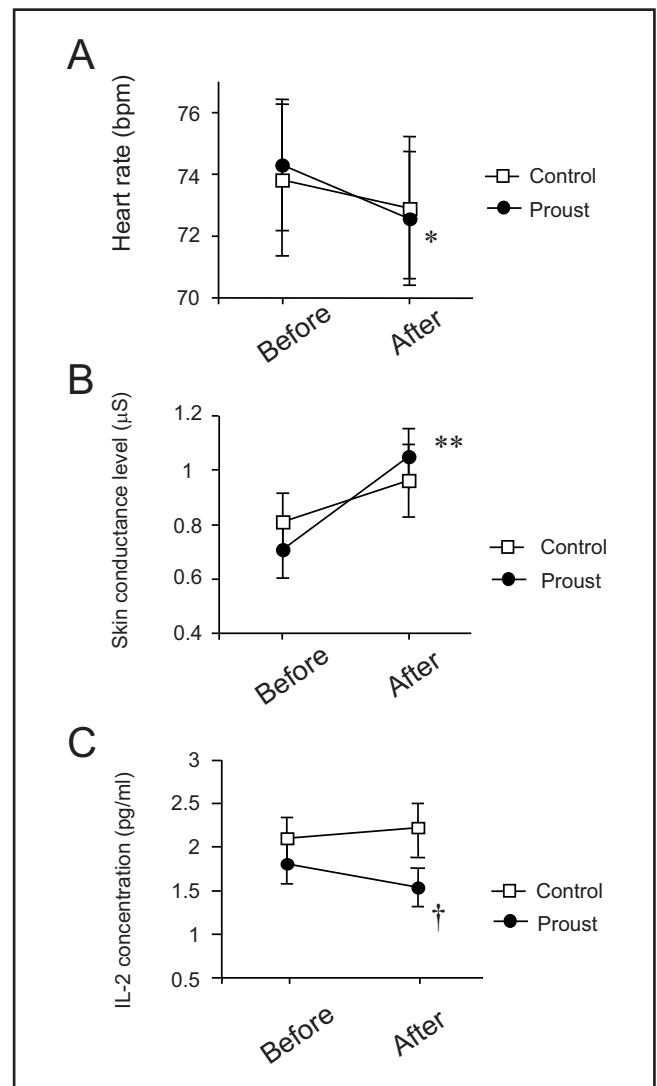 A
Heart rate (bpm)
76
74
72
70
*
Before
After
Control
Proust
B
Skin conductance level (μS)
1.2
1
0.8
0.6
0.4
**
Before
After
Control
Proust
C
IL-2 concentration (pg/ml)
3
2.5
2
1.5
1
0.5
†
Before
After
Control
Proust